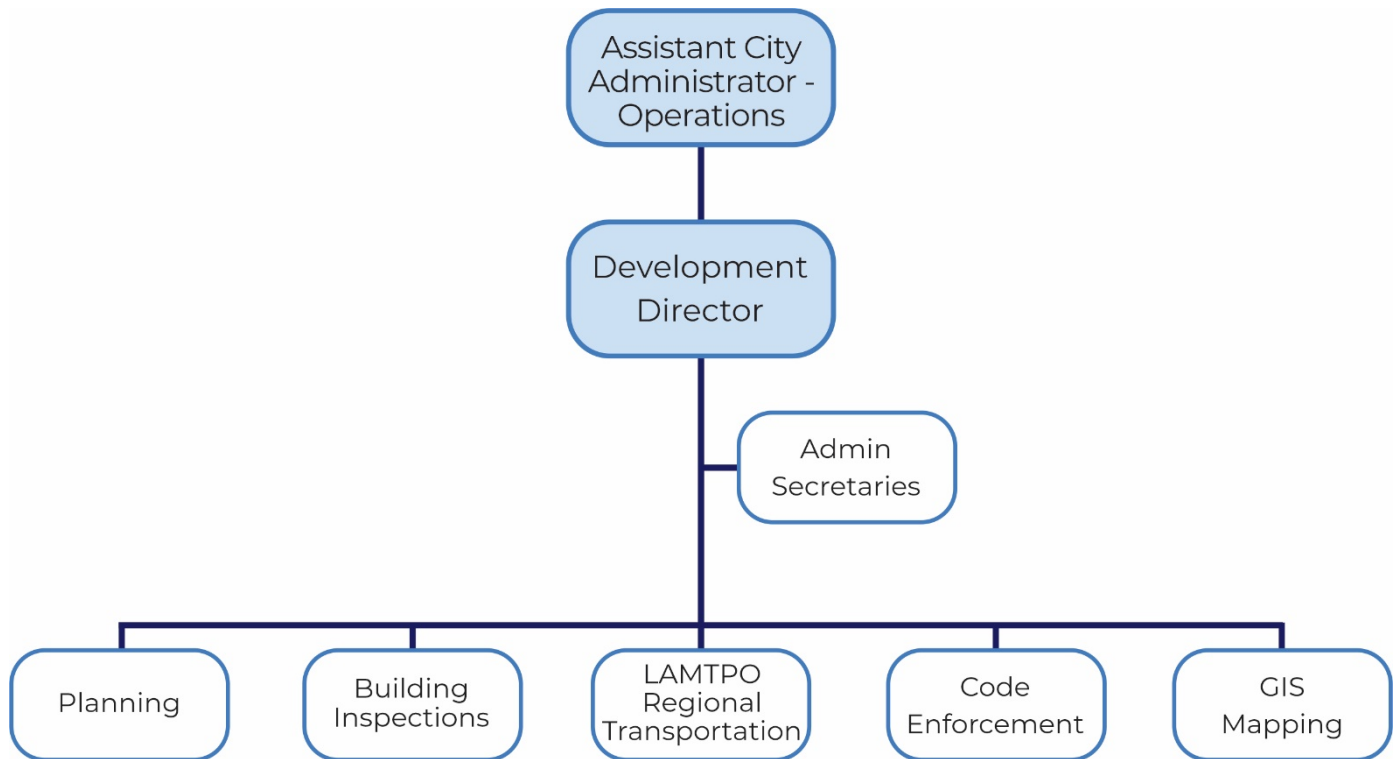 Assistant City
Administrator -
Operations
Development
Director
Admin
Secretaries
Planning
Building
Inspections
LAMTPO
Regional
Transportation
Code
Enforcement
GIS
Mapping